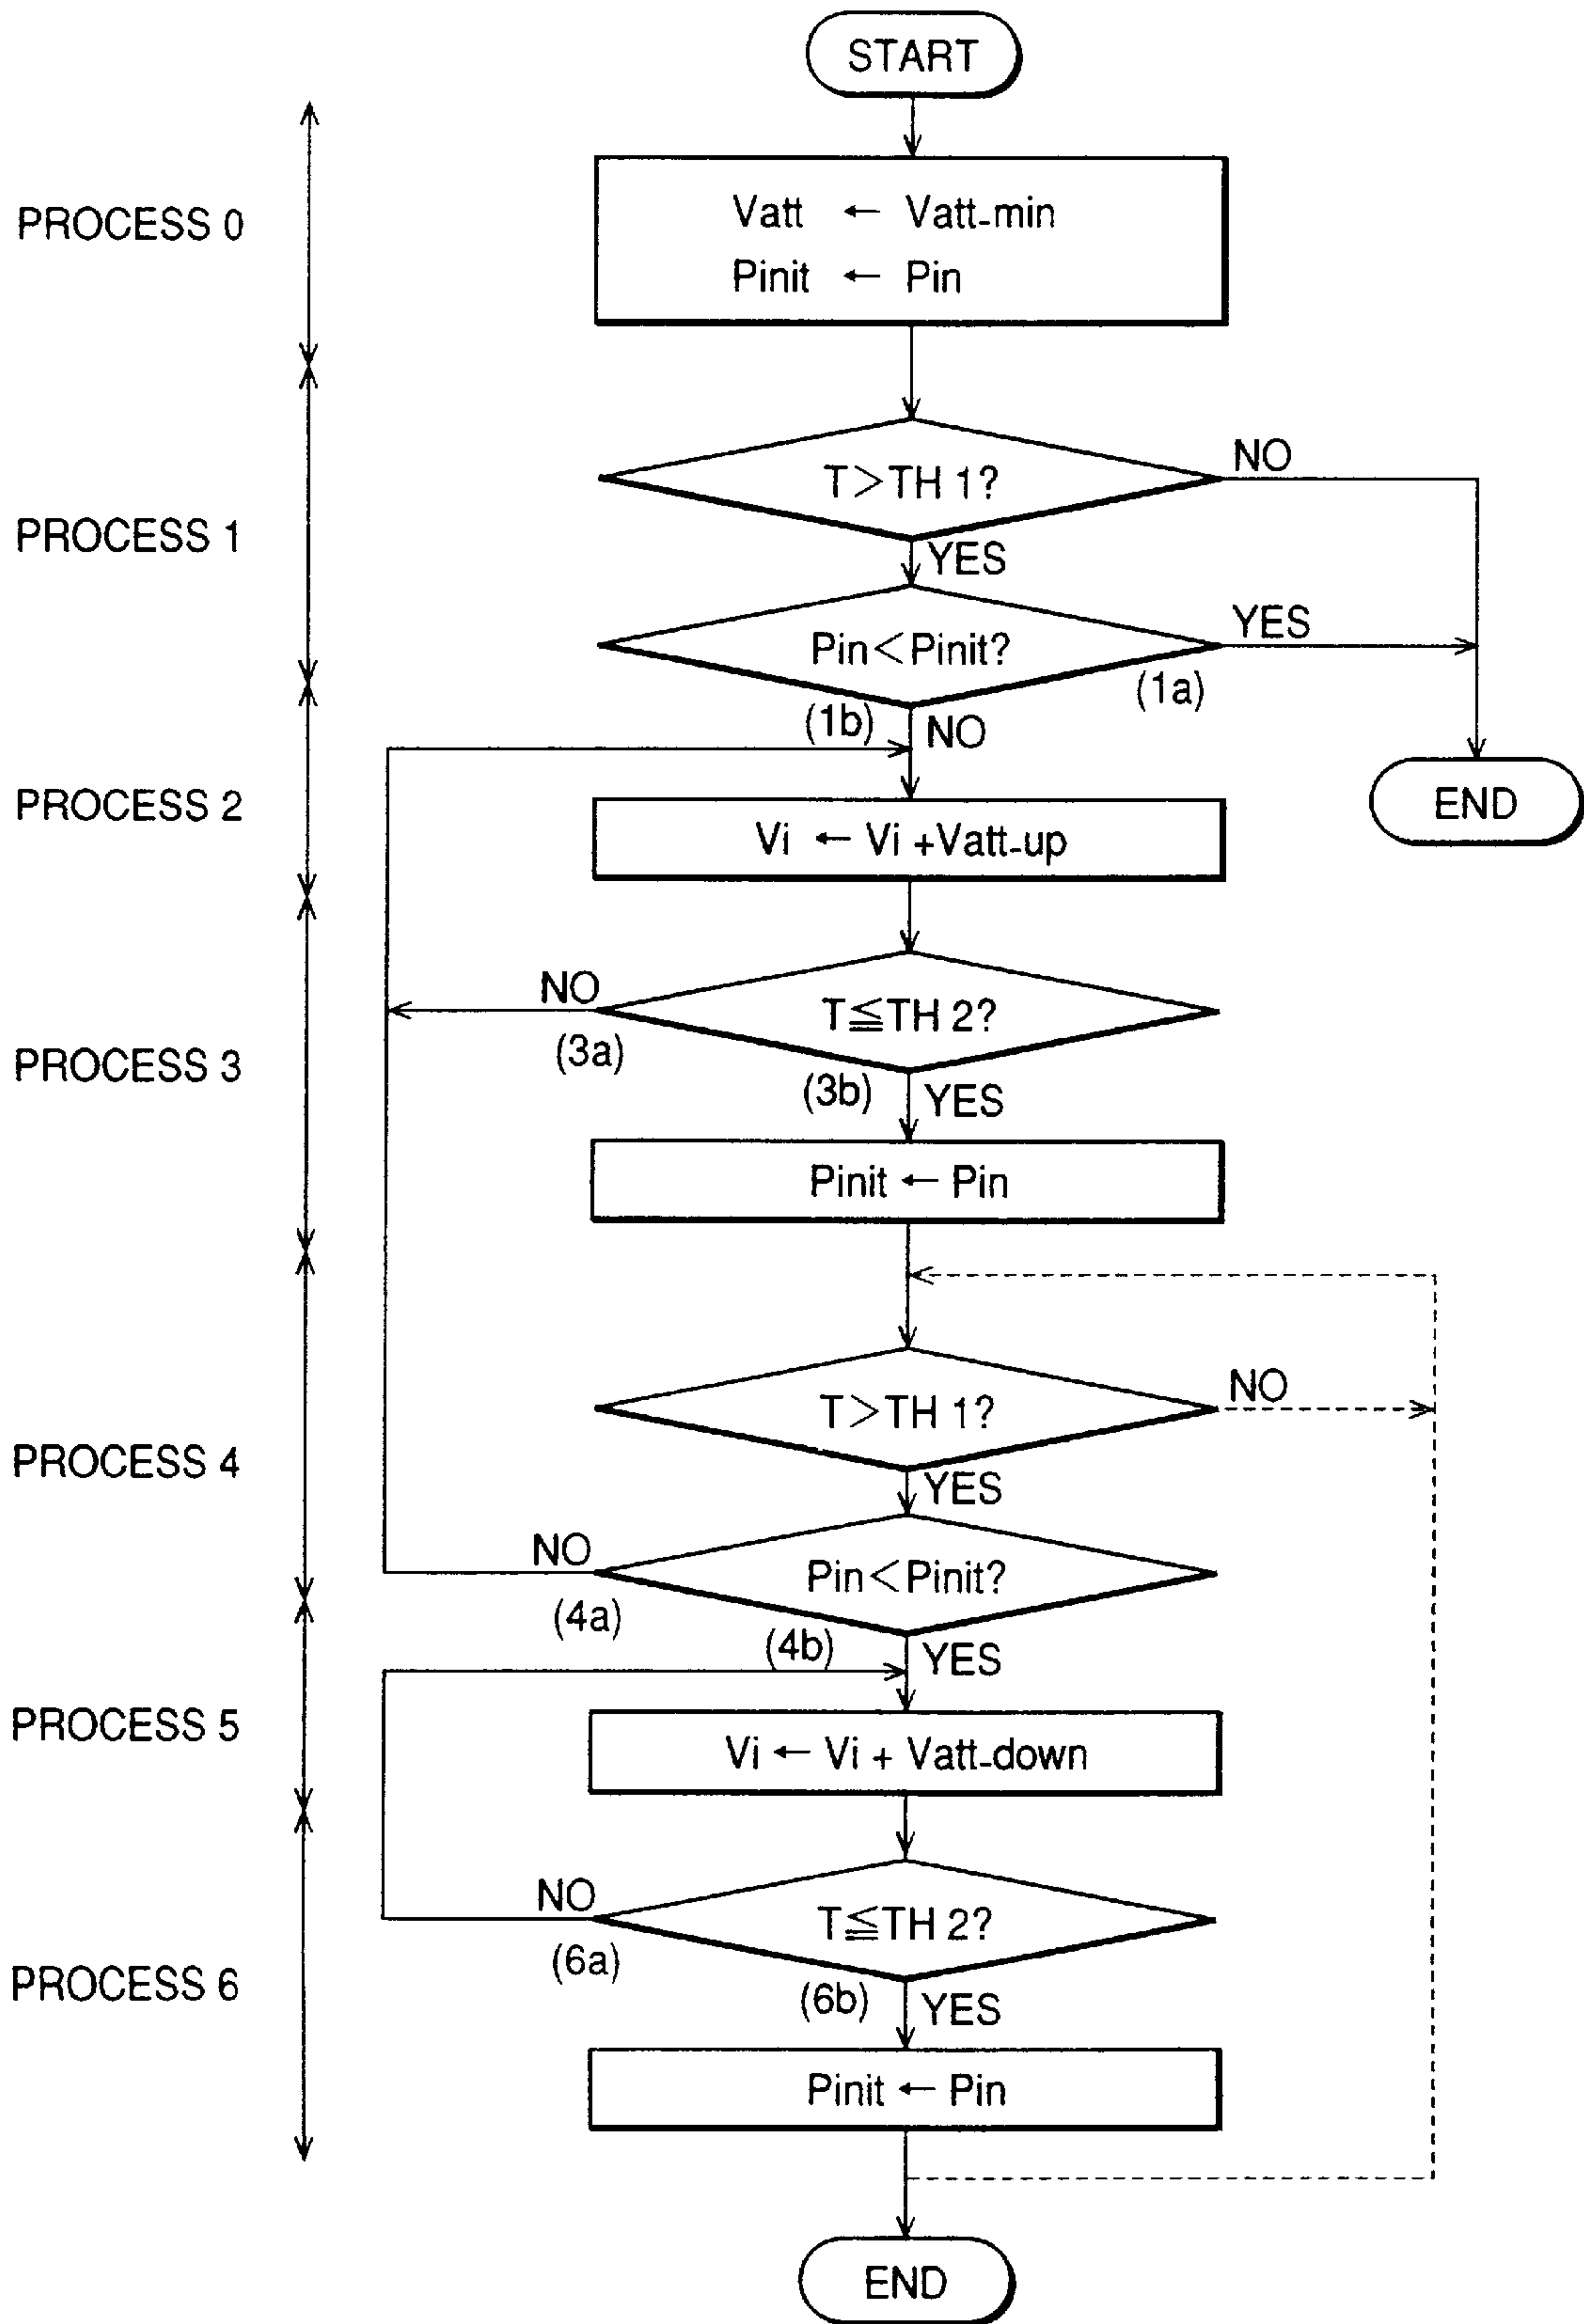 START
PROCESS 0
Vatt ← Vatt-min
Pinit ← Pin
PROCESS 1
T>TH 1?
NO
YES
Pin<Pinit?
YES
(1a)
(1b)
NO
END
PROCESS 2
Vi ← Vi +Vatt-up
PROCESS 3
NO
T≦TH 2?
(3a)
(3b)
YES
Pinit ← Pin
PROCESS 4
T>TH 1?
NO
YES
NO
Pin<Pinit?
(4a)
(4b)
YES
PROCESS 5
Vi ← Vi + Vatt-down
PROCESS 6
NO
T≦TH 2?
(6a)
(6b)
YES
Pinit ← Pin
END